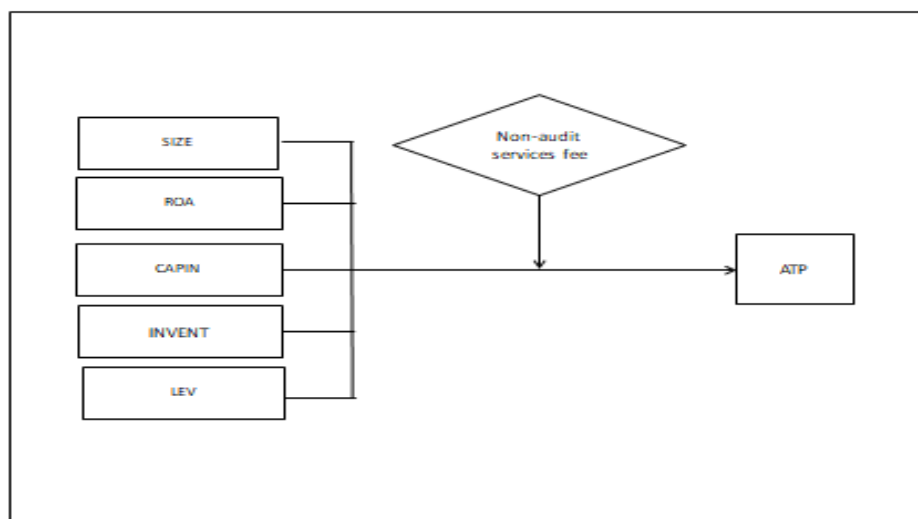 SIZE
Non-audit
services fee
ROA
CAPIN
ATP
INVENT
LEV